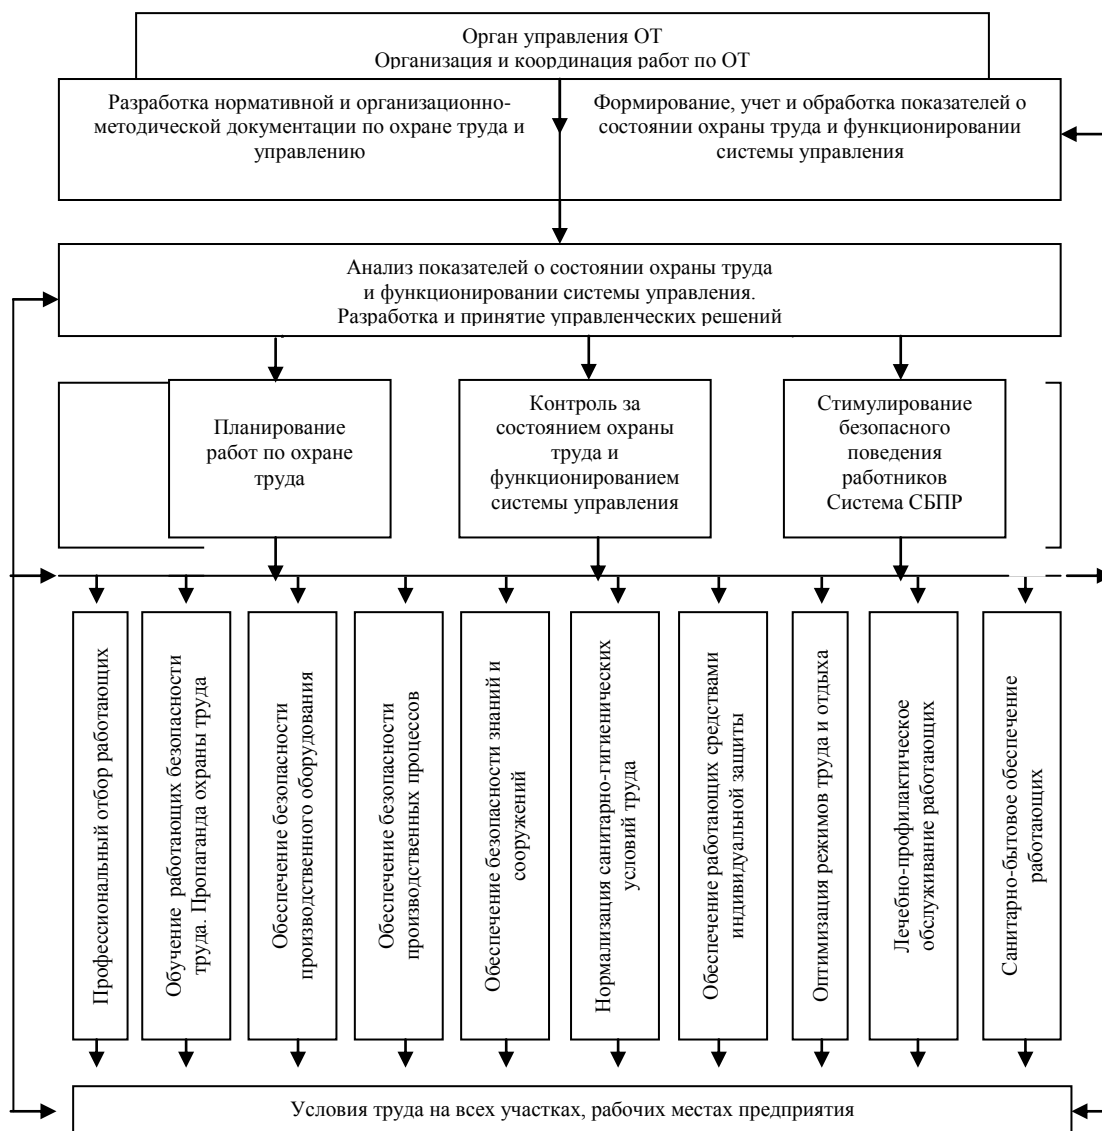 Орган управления ОТ
Организация и координация работ по ОТ
Разработка нормативной и организационно-
методической документации по охране труда и
управлению
Формирование, учет и обработка показателей о
состоянии охраны труда и функционировании
системы управления
Анализ показателей о состоянии охраны труда
и функционировании системы управления.
Разработка и принятие управленческих решений
Планирование
работ по охране
труда
Контроль за
состоянием охраны
труда и
функционированием
системы управления
Стимулирование
безопасного
поведения
работников
Система СБПР
Профессиональный отбор работающих
Обучение работающих безопасности
труда. Пропаганда охраны труда
Обеспечение безопасности
производственного оборудования
Обеспечение безопасности
производственных процессов
Обеспечение безопасности знаний и
сооружений
Нормализация санитарно-гигиенических
условий труда
Обеспечение работающих средствами
индивидуальной защиты
Оптимизация режимов труда и отдыха
Лечебно-профилактическое
обслуживание работающих
Санитарно-бытовое обеспечение
работающих
Условия труда на всех участках, рабочих местах предприятия